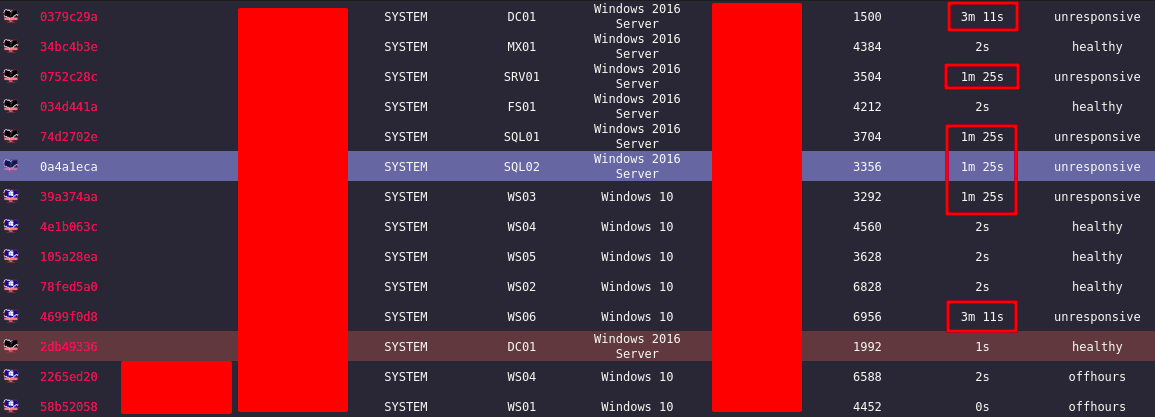 0379c29a SYSTEM DC01 Windows 2016 Server 1500 3m 11s unresponsive
34bc4b3e SYSTEM MX01 Windows 2016 Server 4384 2s healthy
0752c28c SYSTEM SRV01 Windows 2016 Server 3504 1m 25s unresponsive
034d441a SYSTEM FS01 Windows 2016 Server 4212 2s healthy
74d2702e SYSTEM SQL01 Windows 2016 Server 3704 1m 25s unresponsive
0a4a1eca SYSTEM SQL02 Windows 2016 Server 3356 1m 25s unresponsive
39a374aa SYSTEM WS03 Windows 10 3292 1m 25s unresponsive
4e1b063c SYSTEM WS04 Windows 10 4560 2s healthy
105a28ea SYSTEM WS05 Windows 10 3628 2s healthy
78fed5a0 SYSTEM WS02 Windows 10 6828 2s healthy
4699f0d8 SYSTEM WS06 Windows 10 6956 3m 11s unresponsive
2db49336 SYSTEM DC01 Windows 2016 Server 1992 1s healthy
2265ed20 SYSTEM WS04 Windows 10 6588 2s offhours
58b52058 SYSTEM WS01 Windows 10 4452 0s offhours